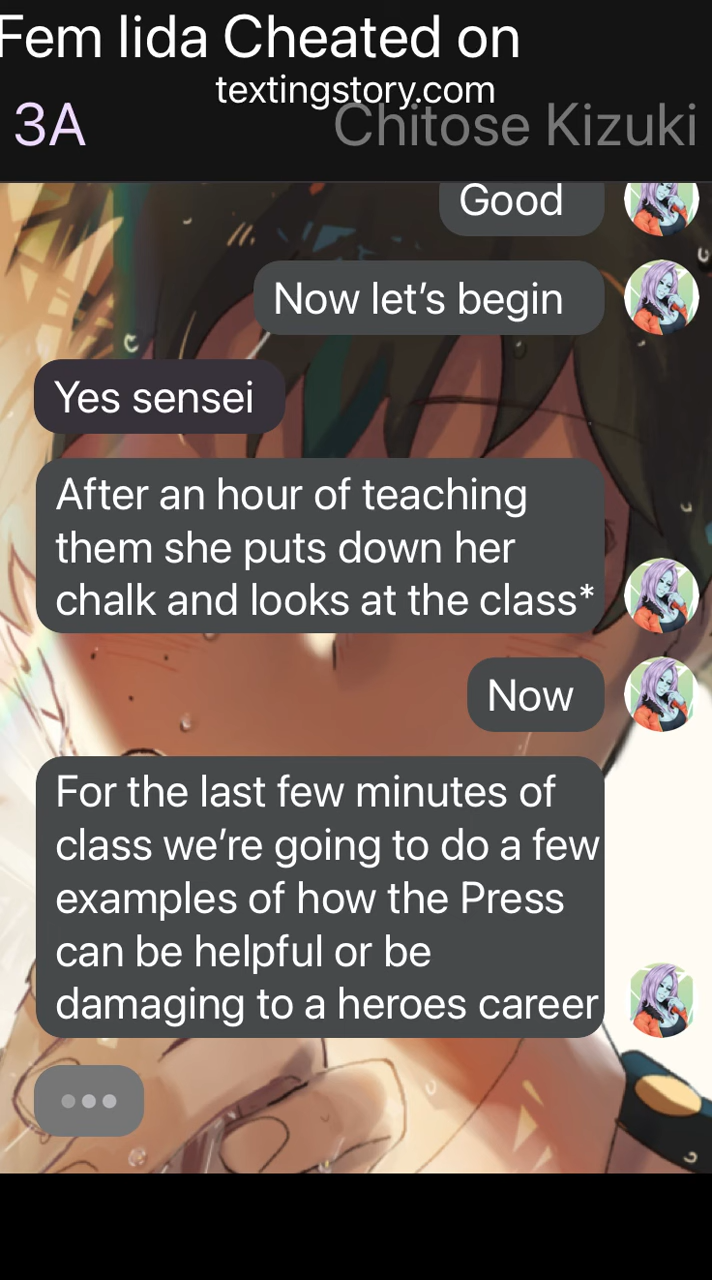 Fem Iida Cheated on
textingstory.com
3A
Chitose Kizuki
Good
Now let’s begin
Yes sensei
After an hour of teaching
them she puts down her
chalk and looks at the class*
Now
For the last few minutes of
class we’re going to do a few
examples of how the Press
can be helpful or be
damaging to a heroes career